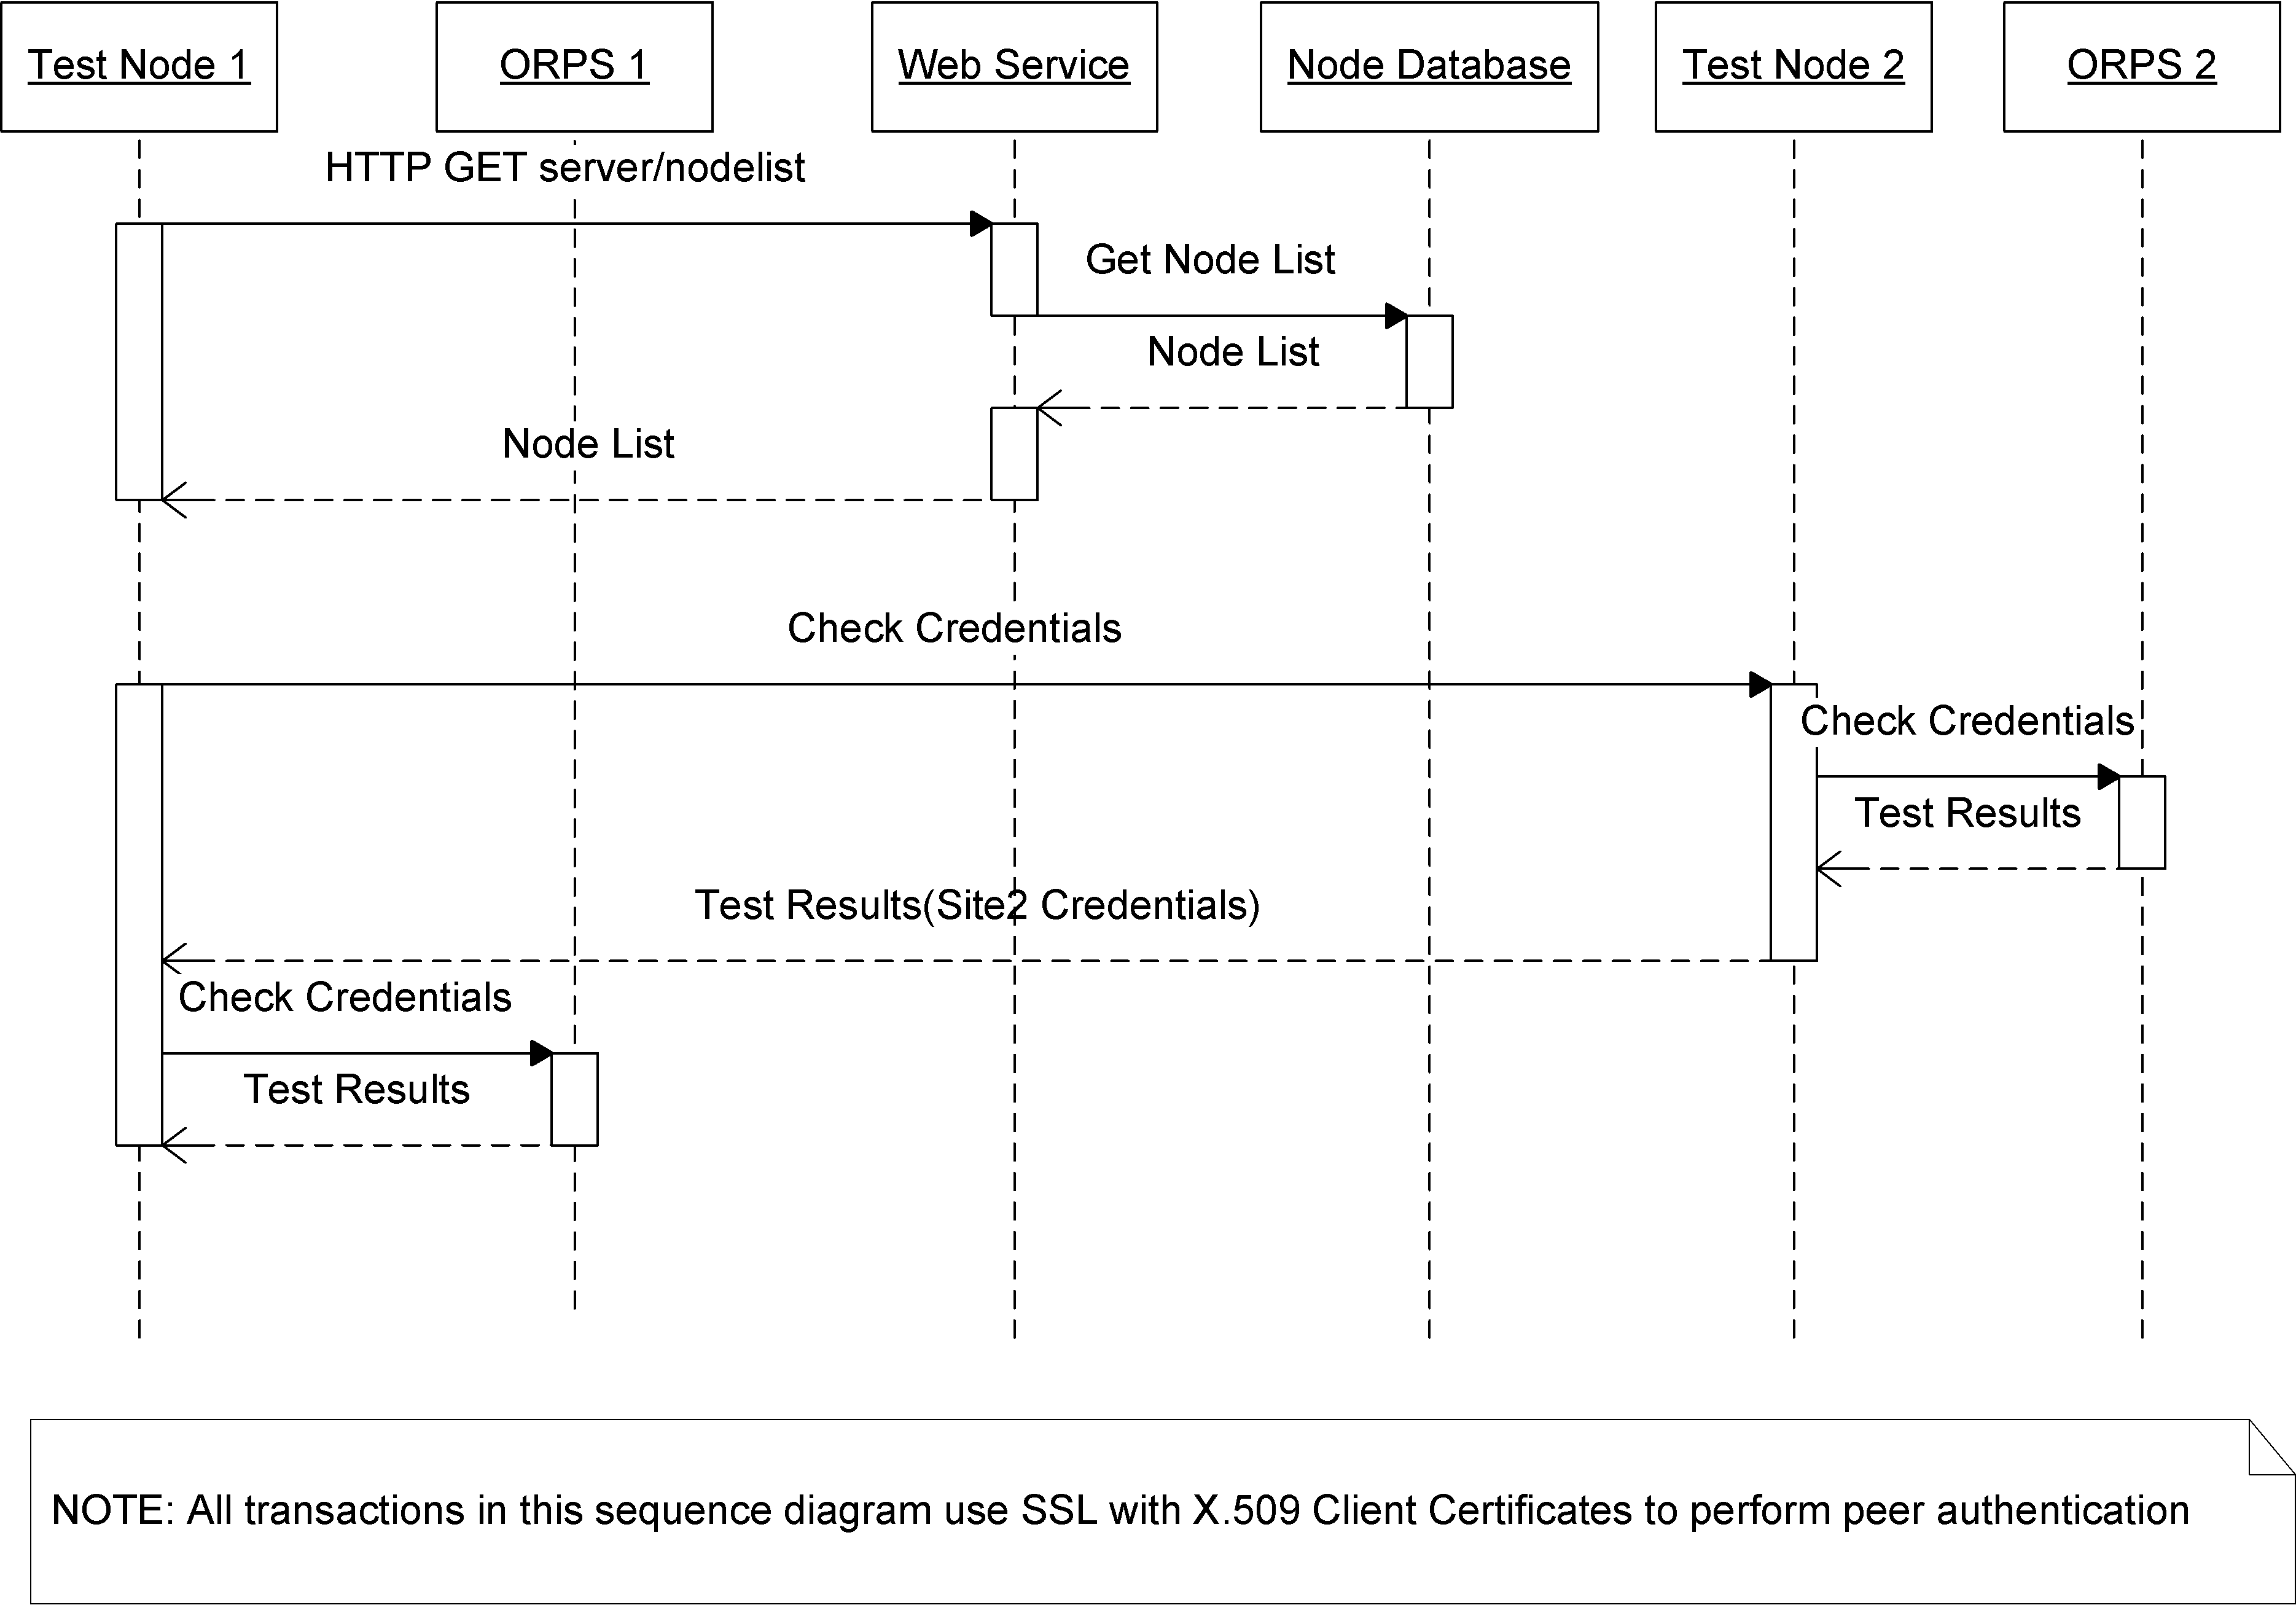 Test Node 1
ORPS 1
Web Service
Node Database
Test Node 2
ORPS 2
HTTP GET server/nodelist
Get Node List
Node List
Node List
Check Credentials
Check Credentials
Test Results
Test Results(Site2 Credentials)
Check Credentials
Test Results
NOTE: All transactions in this sequence diagram use SSL with X.509 Client Certificates to perform peer authentication